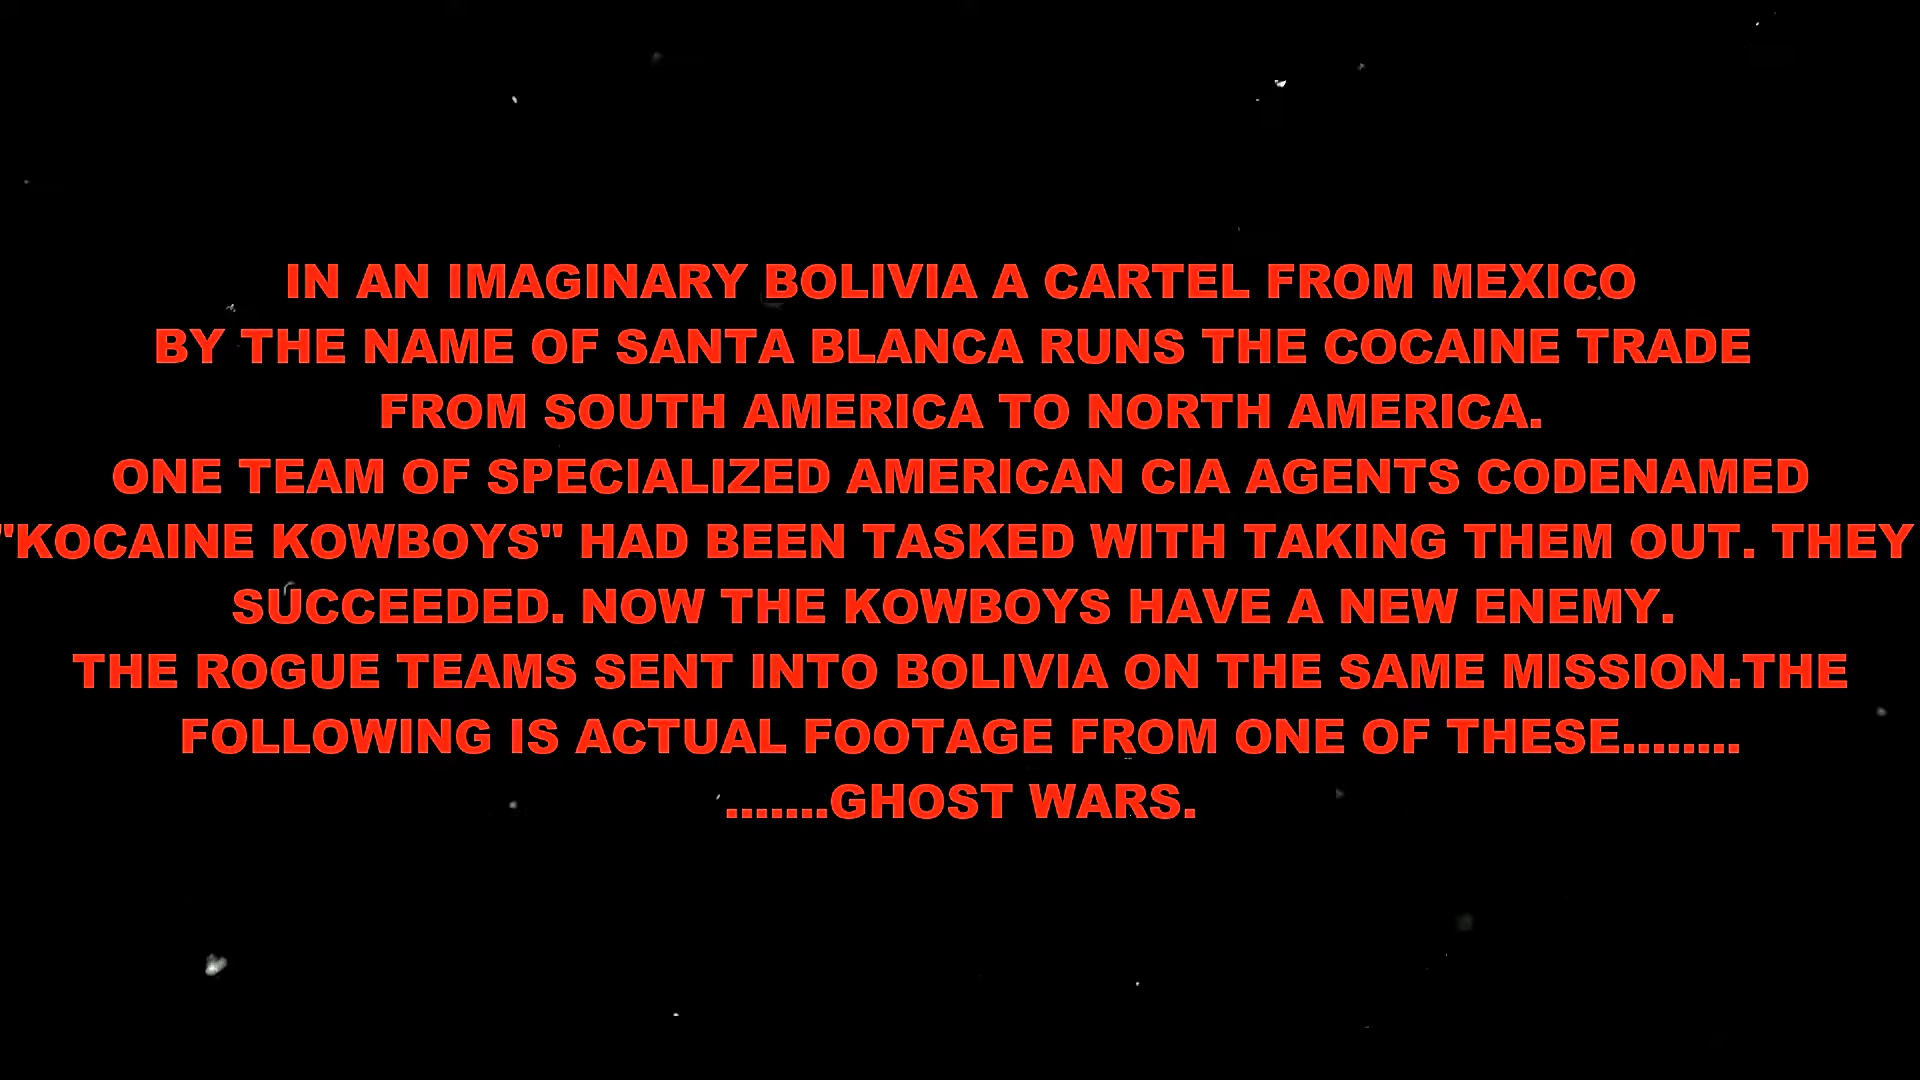 IN AN IMAGINARY BOLIVIA A CARTEL FROM MEXICO
BY THE NAME OF SANTA BLANCA RUNS THE COCAINE TRADE
FROM SOUTH AMERICA TO NORTH AMERICA.
ONE TEAM OF SPECIALIZED AMERICAN CIA AGENTS CODENAMED
"KOCAINE KOWBOYS" HAD BEEN TASKED WITH TAKING THEM OUT. THEY
SUCCEEDED. NOW THE KOWBOYS HAVE A NEW ENEMY.
THE ROGUE TEAMS SENT INTO BOLIVIA ON THE SAME MISSION.THE
FOLLOWING IS ACTUAL FOOTAGE FROM ONE OF THESE........
.......GHOST WARS.